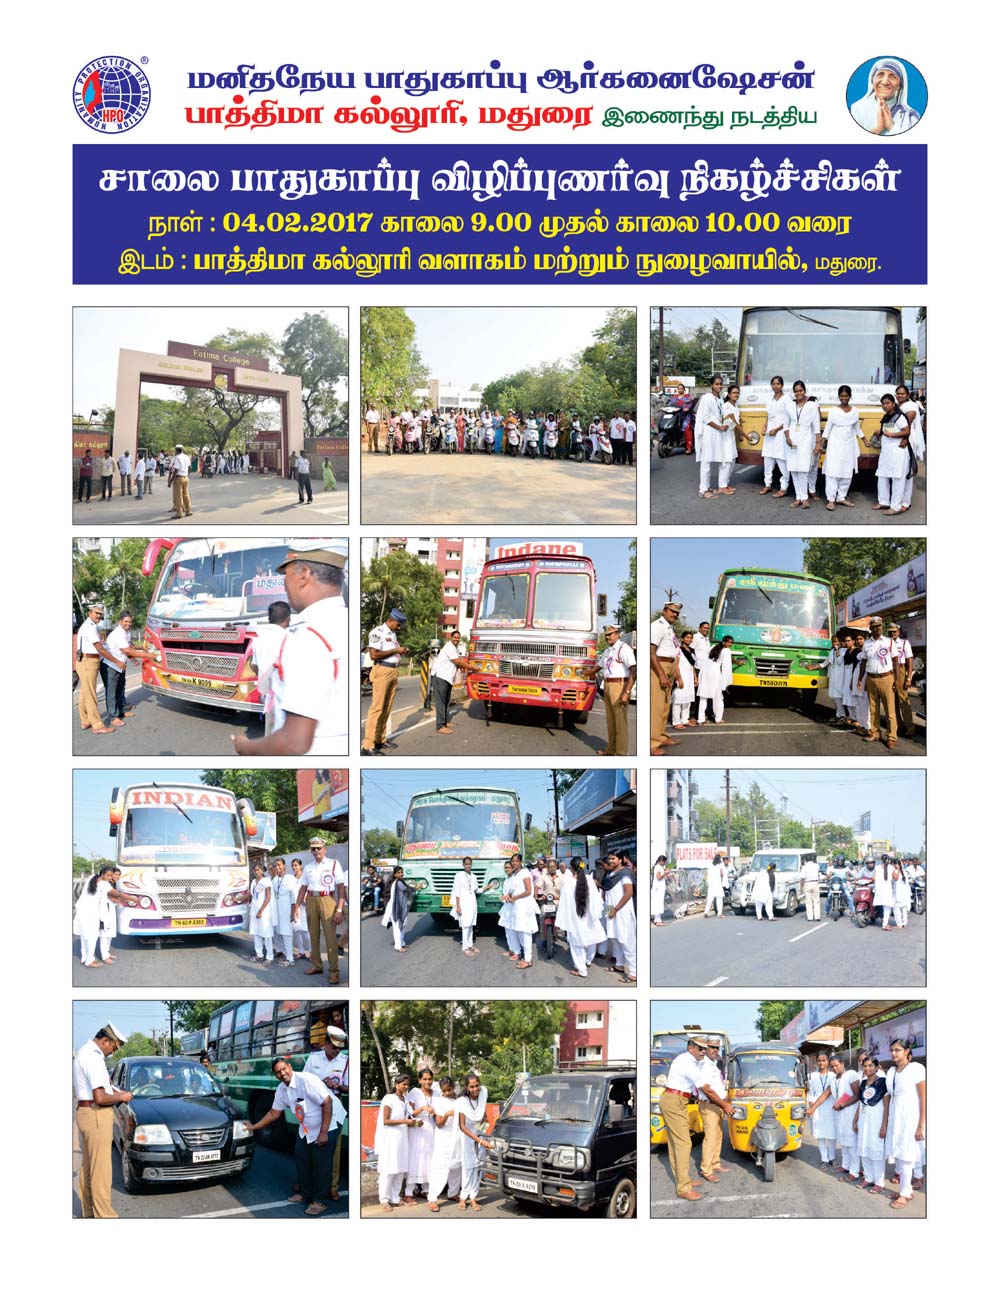 HUMANITY PROTECTION ORGANIZATION
HPO
®
மனிதநேய பாதுகாப்பு ஆர்கனைஷேசன்
பாத்திமா கல்லூரி, மதுரை இணைந்து நடத்திய
சாலை பாதுகாப்பு விழிப்புணர்வு நிகழ்ச்சிகள்
நாள் : 04.02.2017 காலை 9.00 முதல் காலை 10.00 வரை
இடம் : பாத்திமா கல்லூரி வளாகம் மற்றும் நுழைவாயில், மதுரை.
Fatima College
Indane
INDIAN
FLATS FOR SALE